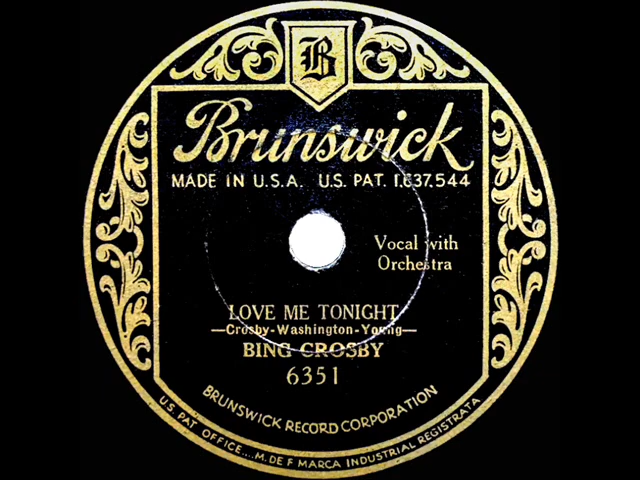 B
Brunswick
MADE IN U.S.A. U.S. PAT. 1,637,544
Vocal with
Orchestra
LOVE ME TONIGHT
—Crosby-Washington-Young—
BING CROSBY
6351
BRUNSWICK RECORD CORPORATION
U.S. PAT. OFFICE....M. DE F. MARCA INDUSTRIAL REGISTRATA